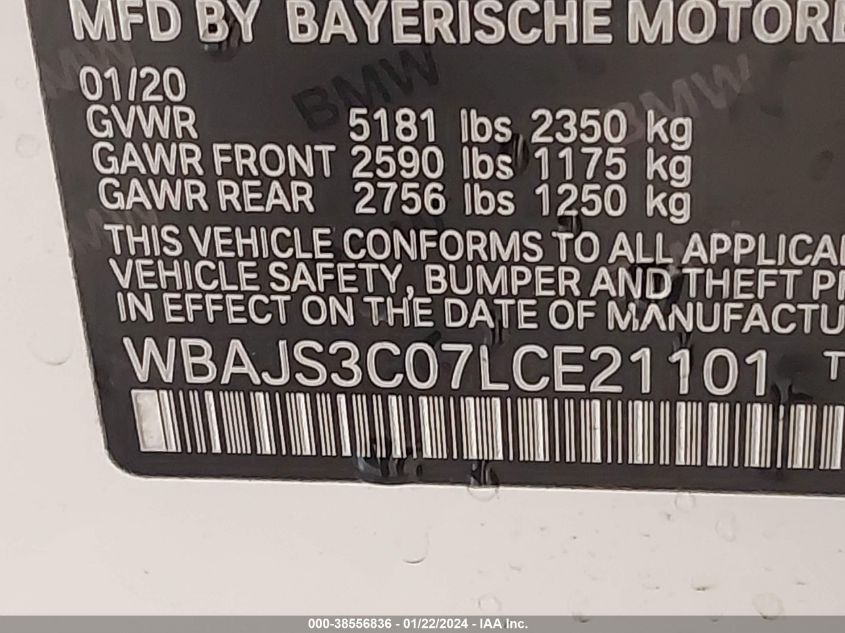 MFD BY BAYERISCHE MOTORE
01/20
BMW
BMW
GVWR 5181 lbs 2350 kg
GAWR FRONT 2590 lbs 1175 kg
GAWR REAR 2756 lbs 1250 kg
THIS VEHICLE CONFORMS TO ALL APPLICA
VEHICLE SAFETY, BUMPER AND THEFT P
IN EFFECT ON THE DATE OF MANUFACTU
WBAJS3C07LCE21101 T
000-38556836 - 01/22/2024 - IAA Inc.